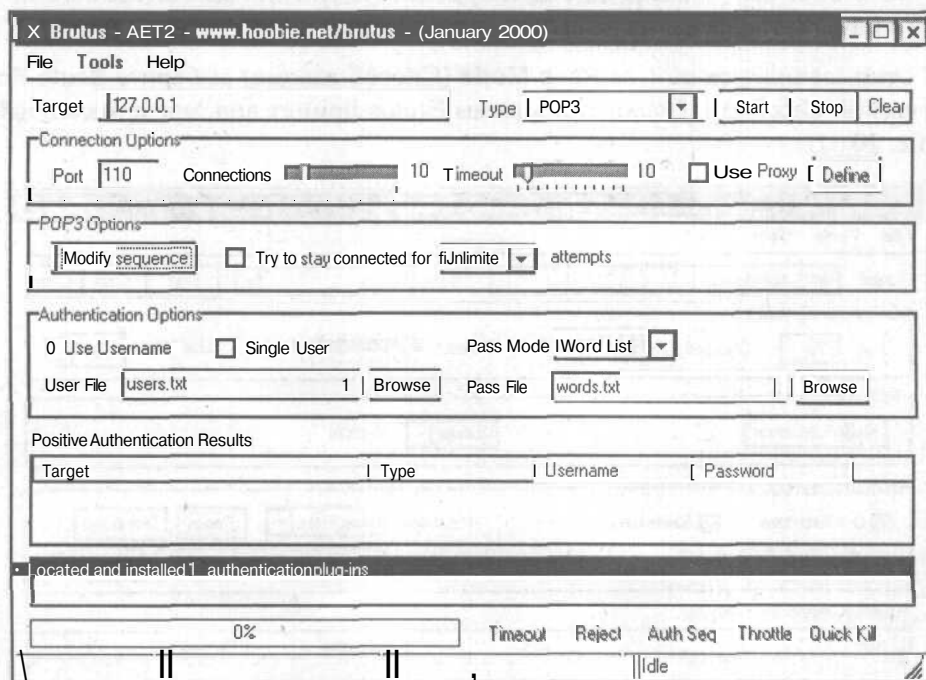 X Brutus - AET2 - www.hoobie.net/brutus - (January 2000)
File Tools Help
Target 127.0.0.1 Type POP3 Start Stop Clear
Connection Options
Port 110 Connections 10 Timeout 10 Use Proxy [ Define
POP3 Options
Modify sequence Try to stay connected for fiJnlimite attempts
Authentication Options
0 Use Username Single User Pass Mode IWord List
User File users.txt 1 Browse Pass File words.txt Browse
Positive Authentication Results
Target Type Username [ Password
Located and installed 1 authentication plug-ins
0% Timeout Reject Auth Seq Throttle Quick Kill
Idle